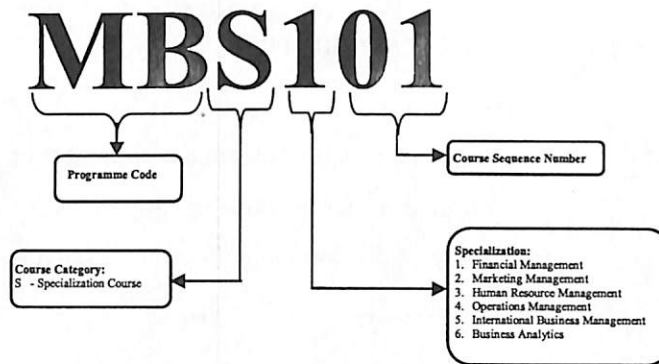 MBS101
Programme Code
Course Sequence Number
Course Category:
S - Specialization Course
Specialization:
1. Financial Management
2. Marketing Management
3. Human Resource Management
4. Operations Management
5. International Business Management
6. Business Analytics